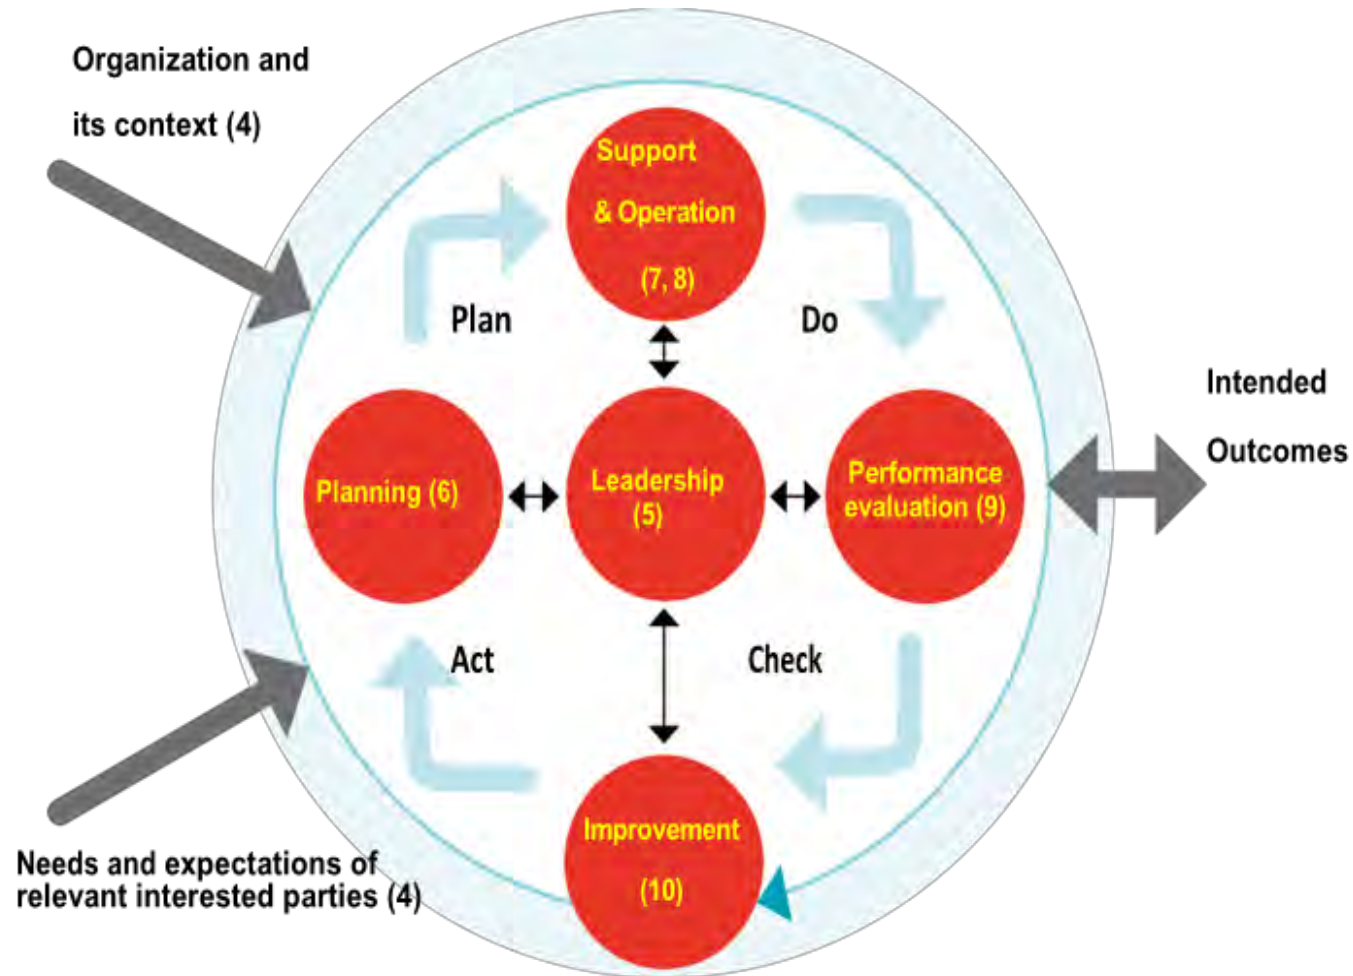 Organization and
its context (4)
Support
& Operation
(7, 8)
Plan
Do
Intended
Outcomes
Planning (6)
Leadership
(5)
Performance
evaluation (9)
Act
Check
Improvement
(10)
Needs and expectations of
relevant interested parties (4)